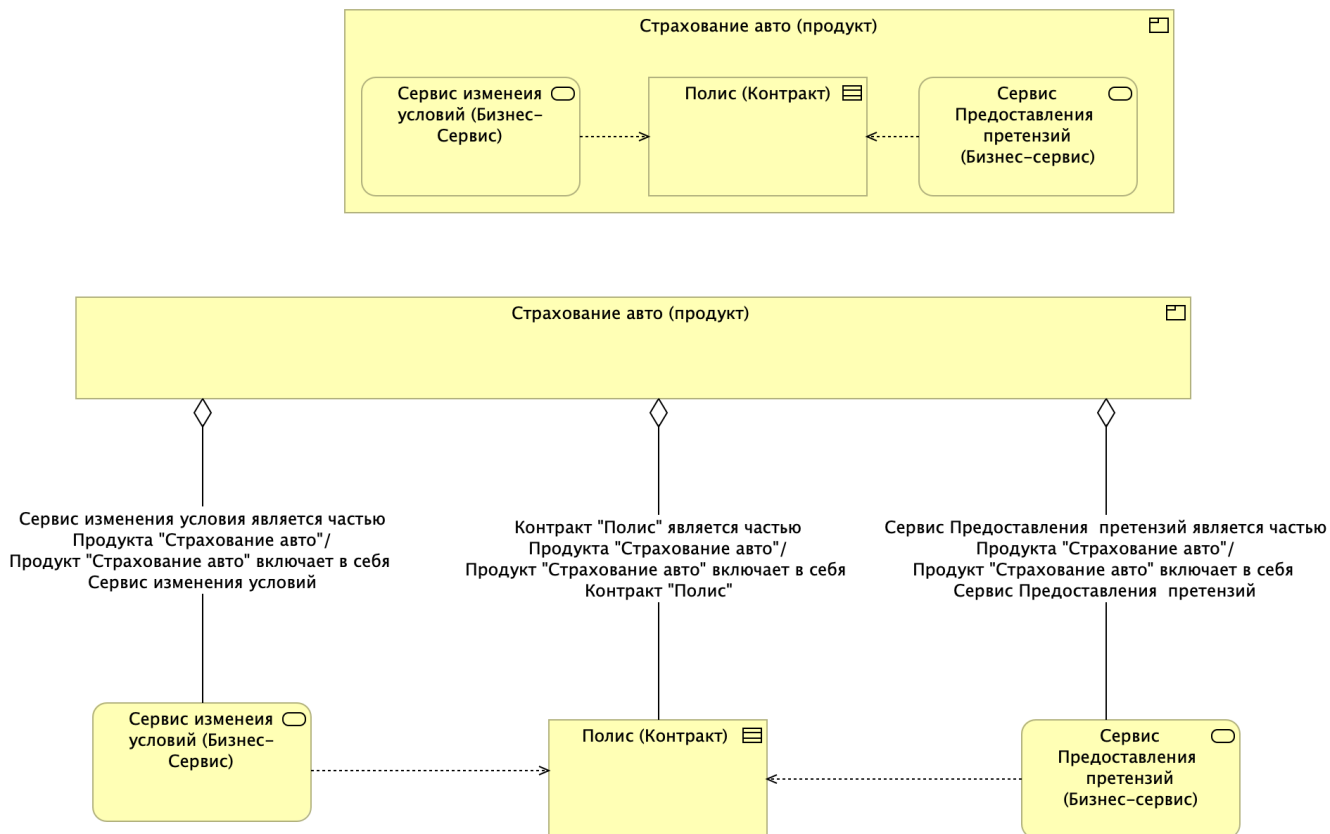 Страхование авто (продукт)
Сервис изменеия
условий (Бизнес-
Сервис)
Полис (Контракт)
Сервис
Предоставления
претензий
(Бизнес-сервис)
Страхование авто (продукт)
Сервис изменения условия является частью
Продукта "Страхование авто"/
Продукт "Страхование авто" включает в себя
Сервис изменения условий
Контракт "Полис" является частью
Продукта "Страхование авто"/
Продукт "Страхование авто" включает в себя
Контракт "Полис"
Сервис Предоставления  претензий является частью
Продукта "Страхование авто"/
Продукт "Страхование авто" включает в себя
Сервис Предоставления  претензий
Сервис изменеия
условий (Бизнес-
Сервис)
Полис (Контракт)
Сервис
Предоставления
претензий
(Бизнес-сервис)